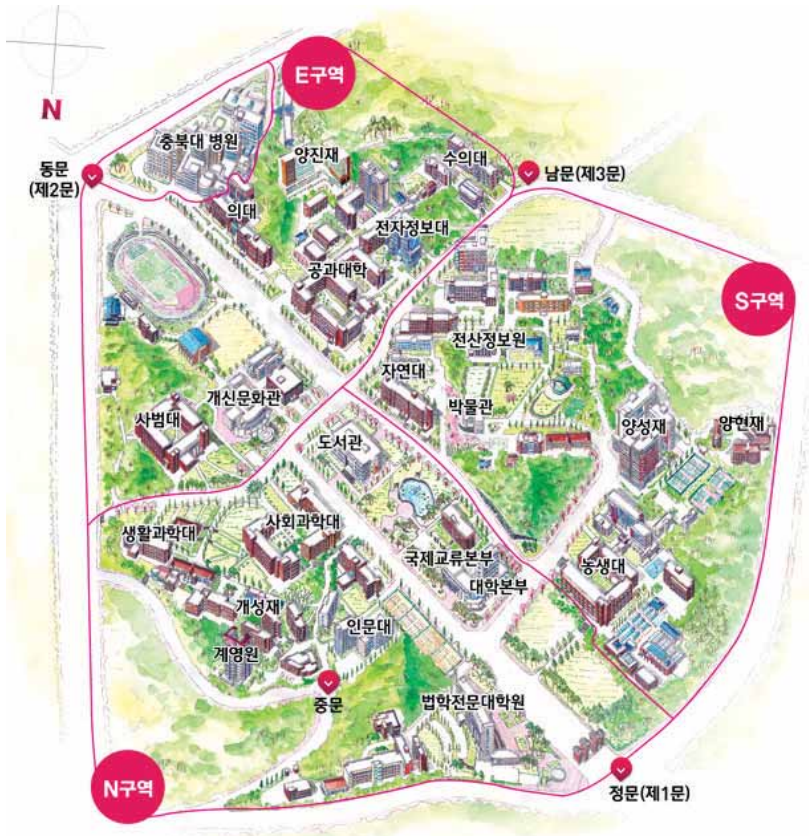 E구역
N
충북대 병원
양진재
수의대
동문
(제2문)
남문(제3문)
의대
전자정보대
공과대학
S구역
전산정보원
자연대
개신문화관
박물관
사범대
양성재
양현재
도서관
생활과학대
사회과학대
국제교류본부
대학본부
농생대
개성재
인문대
계영원
중문
법학전문대학원
N구역
정문(제1문)